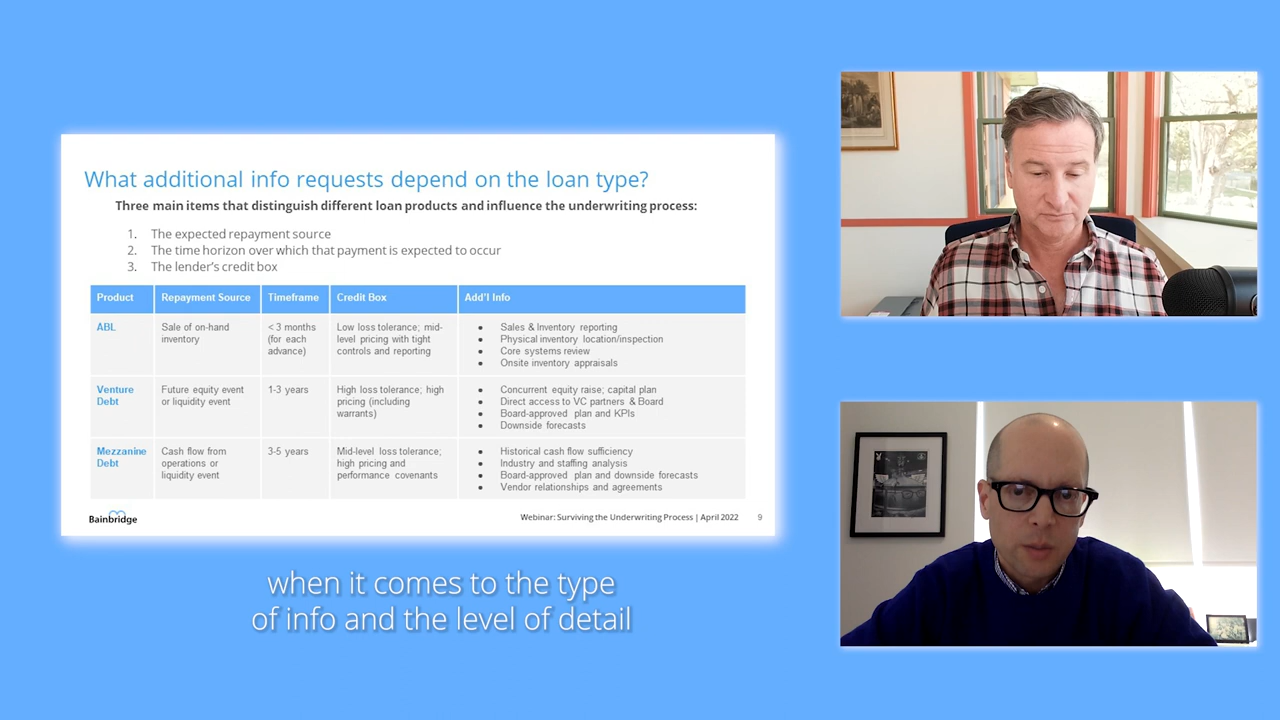 What additional info requests depend on the loan type?
Three main items that distinguish different loan products and influence the underwriting process:
1. The expected repayment source
2. The time horizon over which that payment is expected to occur
3. The lender's credit box
Product Repayment Source Timeframe Credit Box Add'l Info
ABL
Sale of on-hand
inventory
< 3 months
(for each
advance)
Low loss tolerance; mid-
level pricing with tight
controls and reporting
● Sales & Inventory reporting
● Physical inventory location/inspection
● Core systems review
● Onsite inventory appraisals
Venture
Debt
Future equity event
or liquidity event
1-3 years
High loss tolerance; high
pricing (including
warrants)
● Concurrent equity raise; capital plan
● Direct access to VC partners & Board
● Board-approved plan and KPIs
● Downside forecasts
Mezzanine
Debt
Cash flow from
operations or
liquidity event
3-5 years
Mid-level loss tolerance;
high pricing and
performance covenants
● Historical cash flow sufficiency
● Industry and staffing analysis
● Board-approved plan and downside forecasts
● Vendor relationships and agreements
Bainbridge
Webinar: Surviving the Underwriting Process | April 2022 9
when it comes to the type
of info and the level of detail